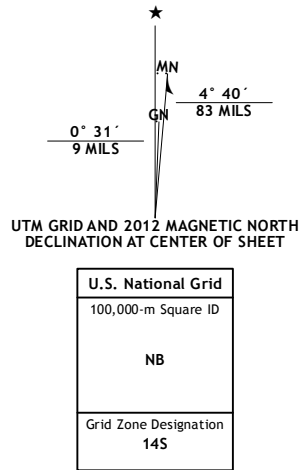 ★
MN
4° 40´
83 MILS
GN
0° 31´
9 MILS
UTM GRID AND 2012 MAGNETIC NORTH
DECLINATION AT CENTER OF SHEET
U.S. National Grid
100,000-m Square ID
NB
Grid Zone Designation
14S